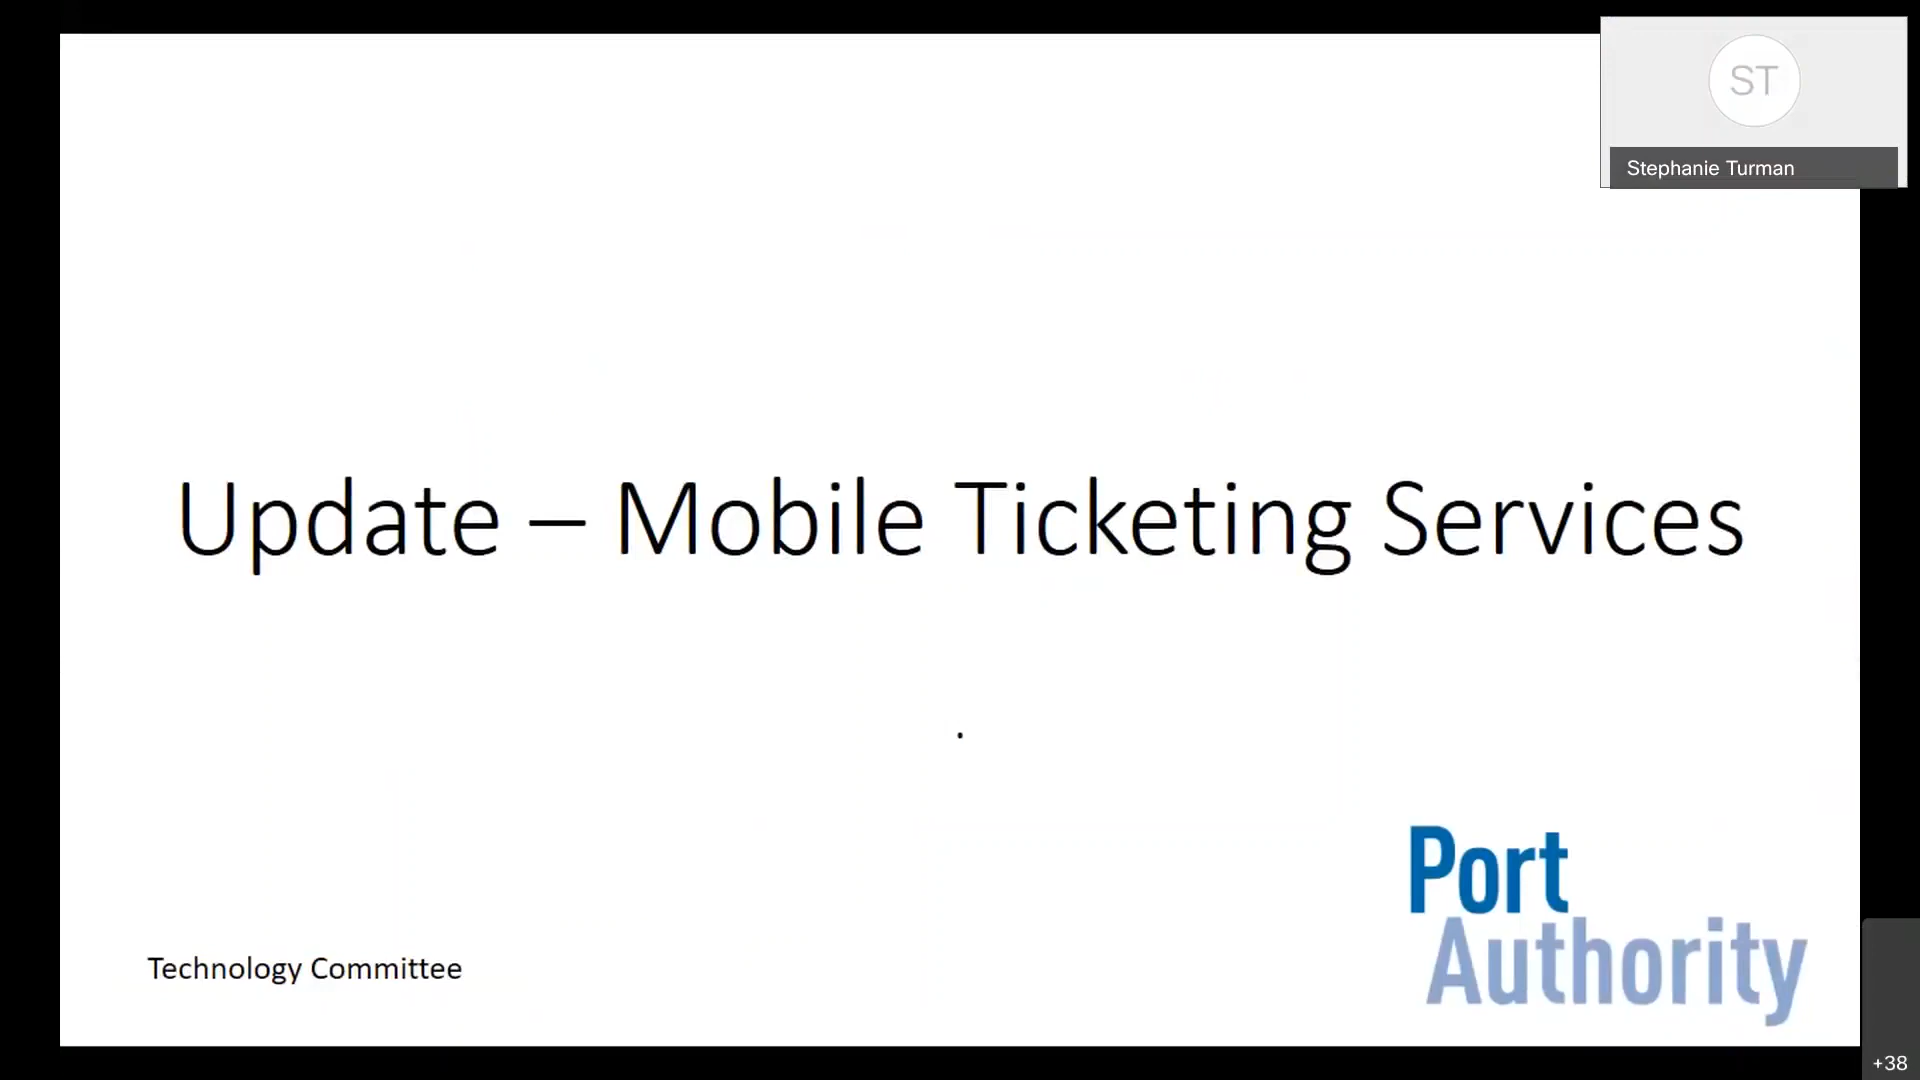 ST
Stephanie Turman
Update – Mobile Ticketing Services
.
Technology Committee
Port
Authority
+38